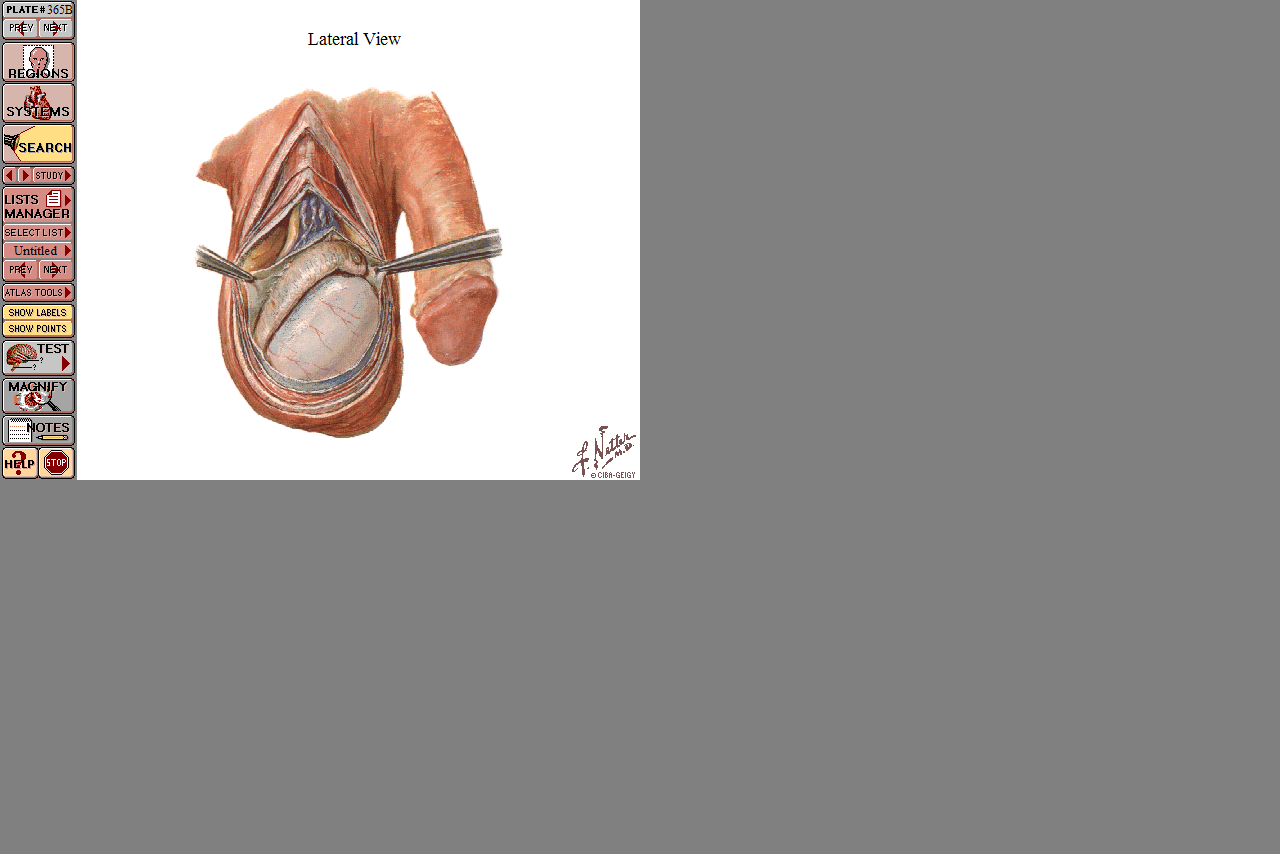 PLATE# 365B
PREV NEXT
REGIONS
SYSTEMS
SEARCH
STUDY
LISTS
MANAGER
SELECT LIST
Untitled
PREV NEXT
ATLAS TOOLS
SHOW LABELS
SHOW POINTS
TEST
? ?
MAGNIFY
NOTES
HELP ? STOP
Lateral View
F. Netter
M.D.
© CIBA-GEIGY